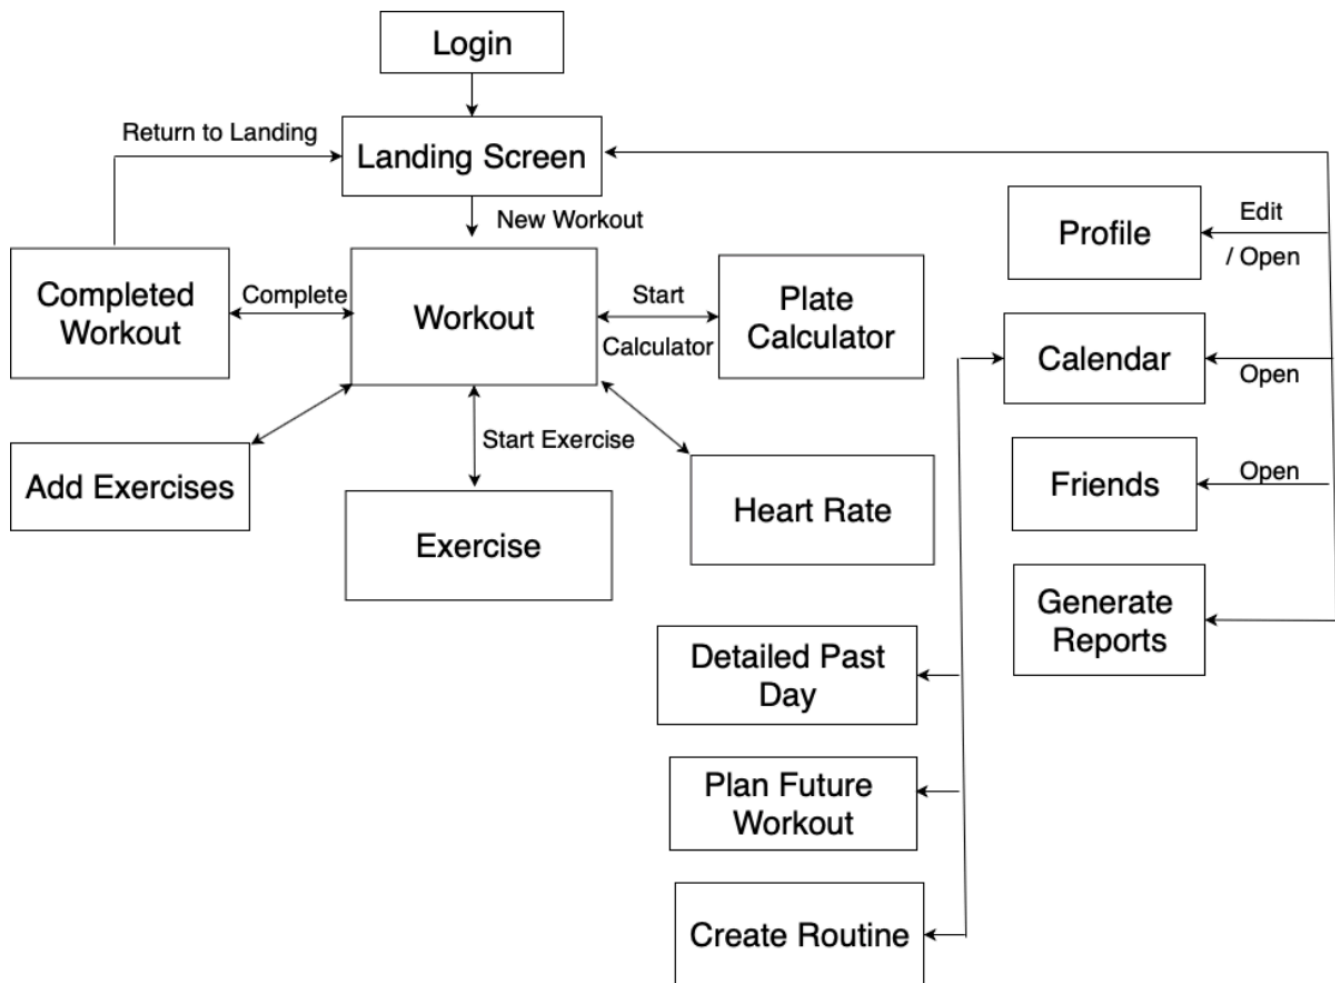 Login
Return to Landing
Landing Screen
New Workout
Profile
Edit
/ Open
Completed
Workout
Complete
Workout
Start
Calculator
Plate
Calculator
Calendar
Open
Start Exercise
Add Exercises
Exercise
Heart Rate
Friends
Open
Generate
Reports
Detailed Past
Day
Plan Future
Workout
Create Routine